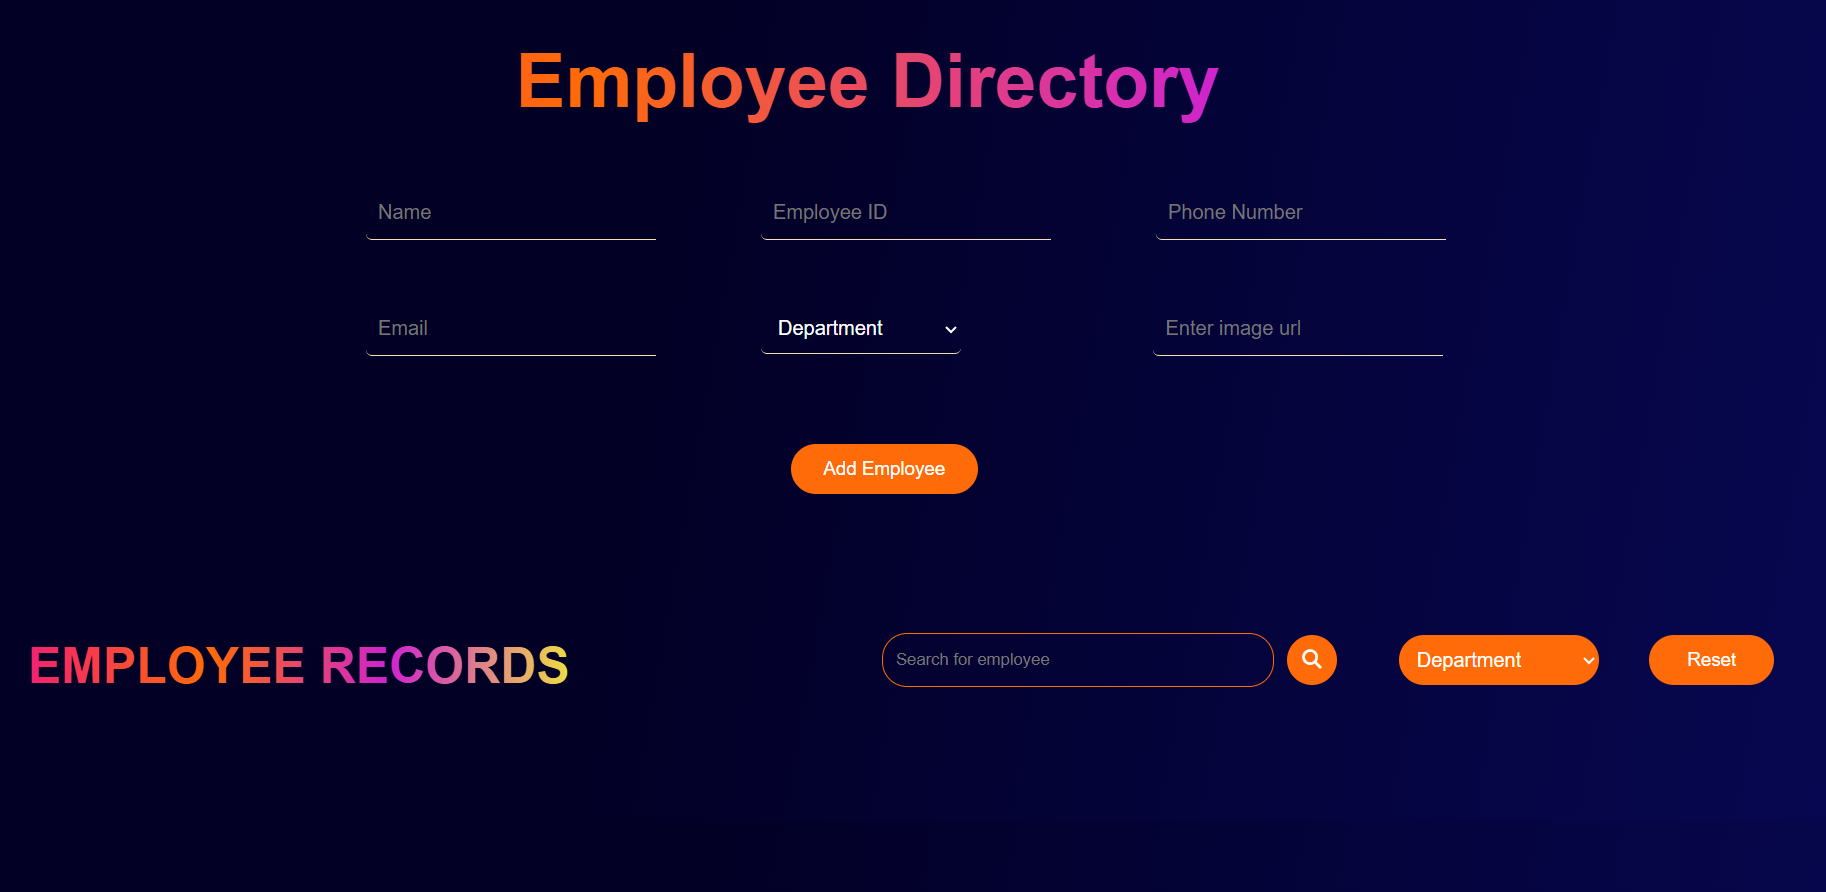 Employee Directory
Name
Employee ID
Phone Number
Email
Department
Enter image url
Add Employee
EMPLOYEE RECORDS
Search for employee
Department
Reset